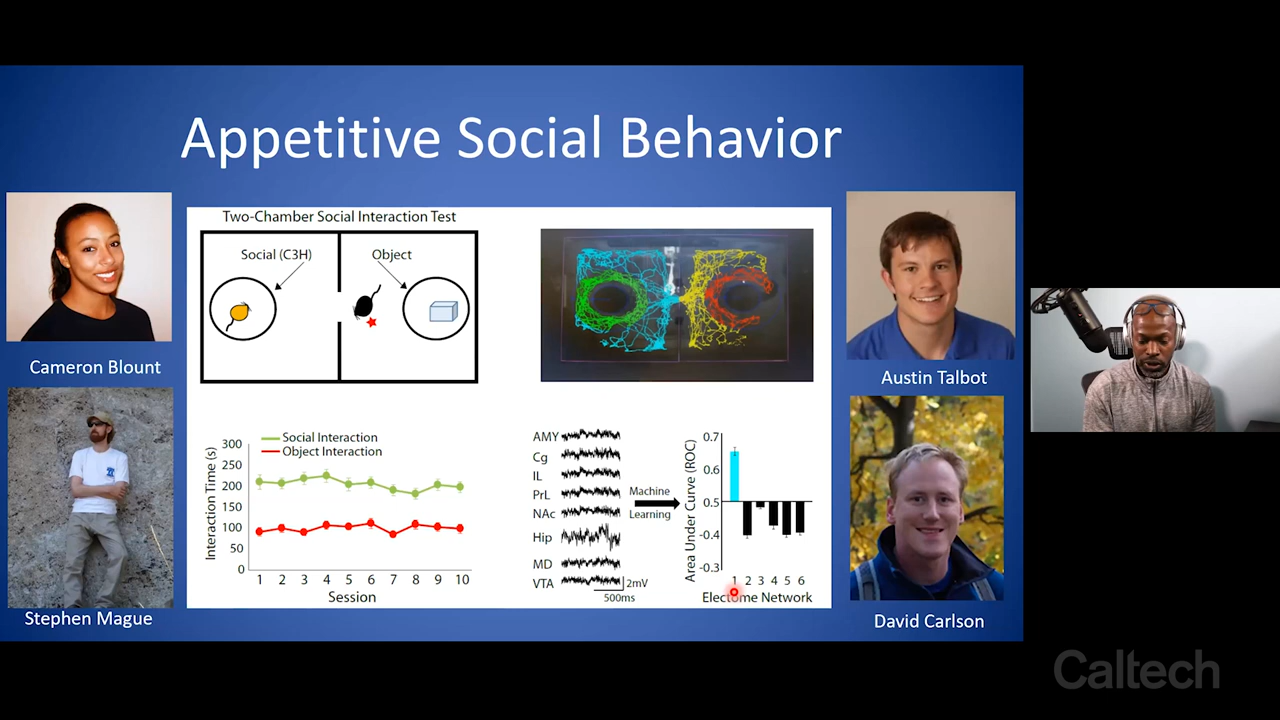 Appetitive Social Behavior
Cameron Blount
Stephen Mague
Two-Chamber Social Interaction Test
Social (C3H)
Object
Interaction Time (s)
300
250
200
150
100
50
0
Social Interaction
Object Interaction
1 2 3 4 5 6 7 8 9 10
Session
AMY
Cg
IL
PrL
NAc
Hip
MD
VTA
2mV
500ms
Machine
Learning
Area Under Curve (ROC)
0.7
0.6
0.5
-0.4
-0.3
1 2 3 4 5 6
Electome Network
Austin Talbot
David Carlson
Caltech